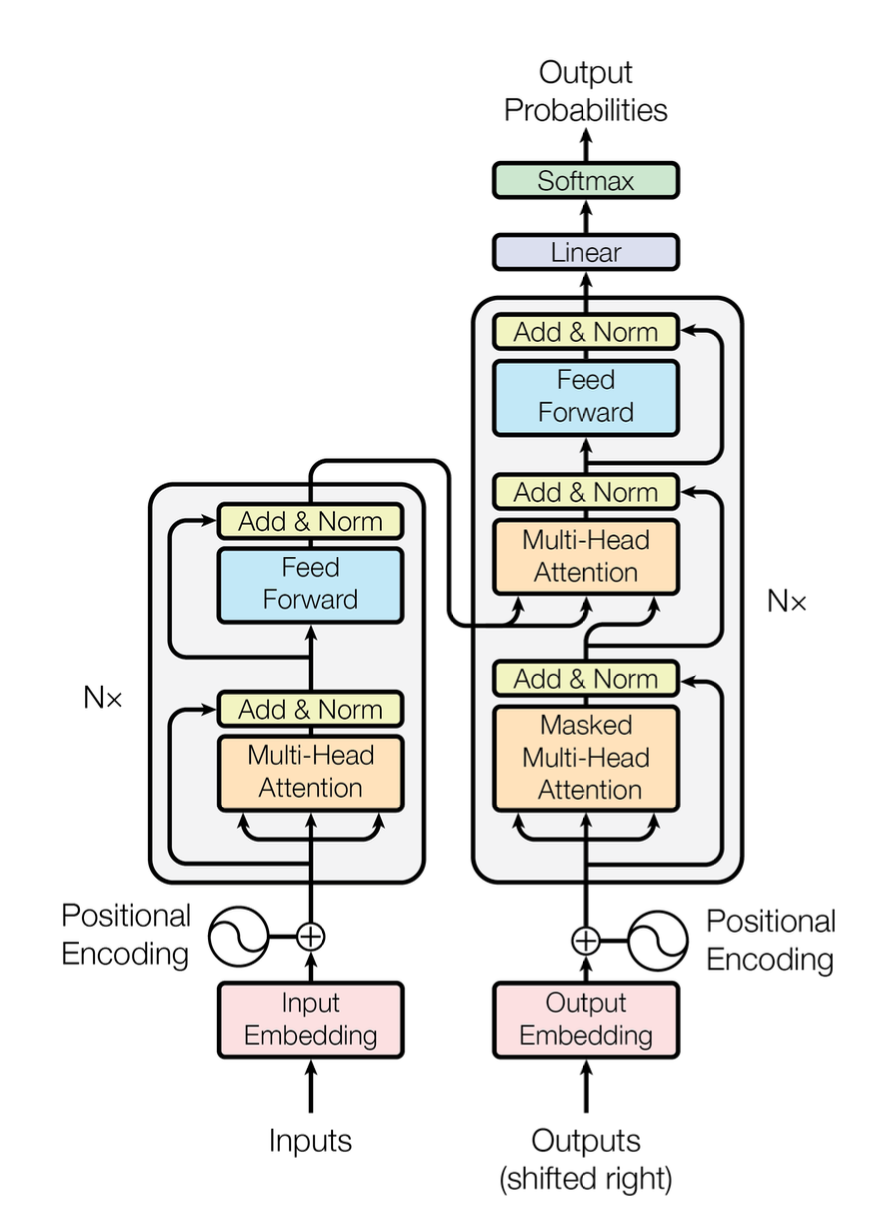 Output
Probabilities
Softmax
Linear
Add & Norm
Feed
Forward
Add & Norm
Multi-Head
Attention
N×
Add & Norm
Masked
Multi-Head
Attention
Add & Norm
Feed
Forward
N×
Add & Norm
Multi-Head
Attention
Positional
Encoding
Positional
Encoding
Input
Embedding
Output
Embedding
Inputs
Outputs
(shifted right)